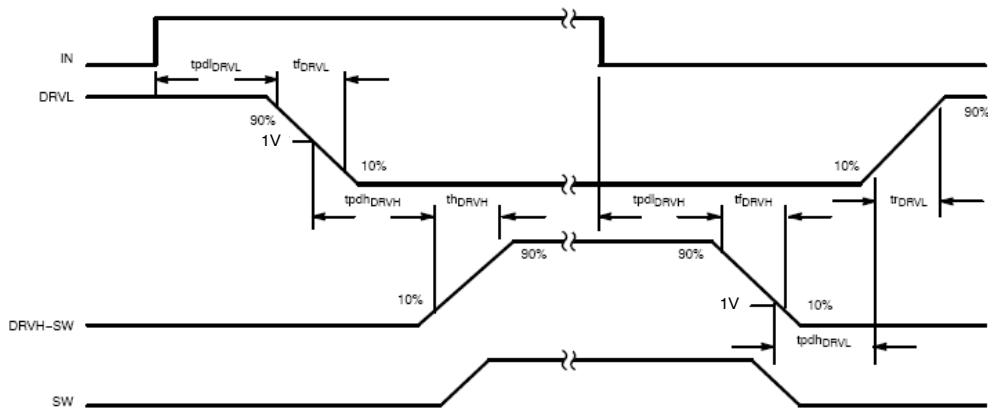 IN
tpdlDRVL
tfDRVL
DRVL
90%
90%
1V
10%
10%
tpdhDRVH
thDRVH
tpdlDRVH
tfDRVH
trDRVL
90%
90%
10%
1V
10%
DRVH-SW
tpdhDRVL
SW